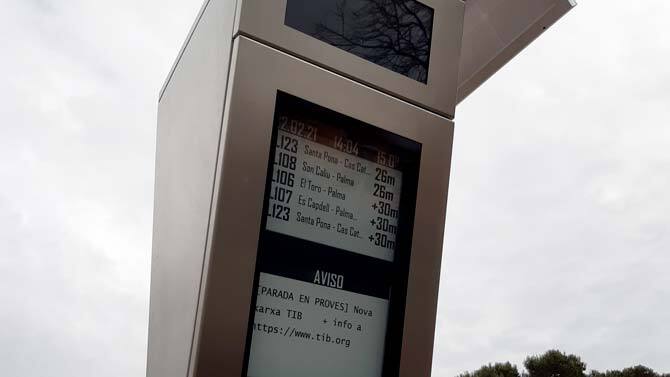 2.02.21 14:04 15.0°
L123 Santa Pona - Cas Cat... 26m
L108 Son Caliu - Palma 26m
L106 El Toro - Palma +30m
L107 Es Capdell - Palma... +30m
L123 Santa Pona - Cas Cat... +30m
AVISO
[PARADA EN PROVES] Nova
xarxa TIB + info a
https://www.tib.org